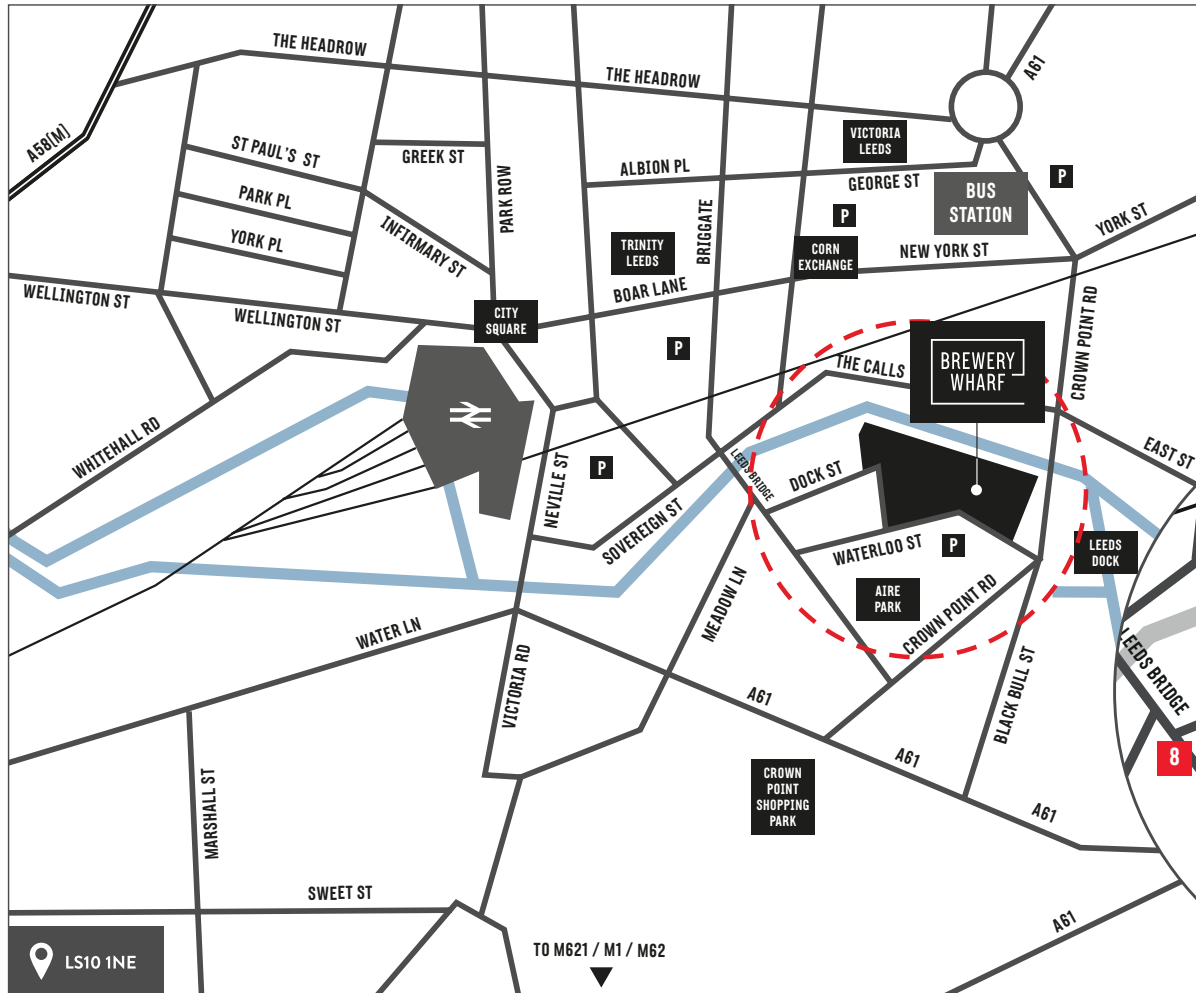 THE HEADROW
THE HEADROW
A61
A58(M)
VICTORIA
LEEDS
ST PAUL'S ST
GREEK ST
PARK ROW
ALBION PL
GEORGE ST
BUS
STATION
P
PARK PL
P
BRIGGATE
YORK ST
INFIRMARY ST
YORK PL
TRINITY
LEEDS
CORN
EXCHANGE
NEW YORK ST
WELLINGTON ST
WELLINGTON ST
CITY
SQUARE
BOAR LANE
CROWN POINT RD
P
THE CALLS
BREWERY
WHARF
WHITEHALL RD
EAST ST
NEVILLE ST
P
LEEDS BRIDGE
DOCK ST
SOVEREIGN ST
WATERLOO ST
P
LEEDS
DOCK
MEADOW LN
AIRE
PARK
CROWN POINT RD
WATER LN
LEEDS BRIDGE
VICTORIA RD
A61
BLACK BULL ST
A61
8
CROWN
POINT
SHOPPING
PARK
MARSHALL ST
A61
SWEET ST
A61
TO M621 / M1 / M62
LS10 1NE